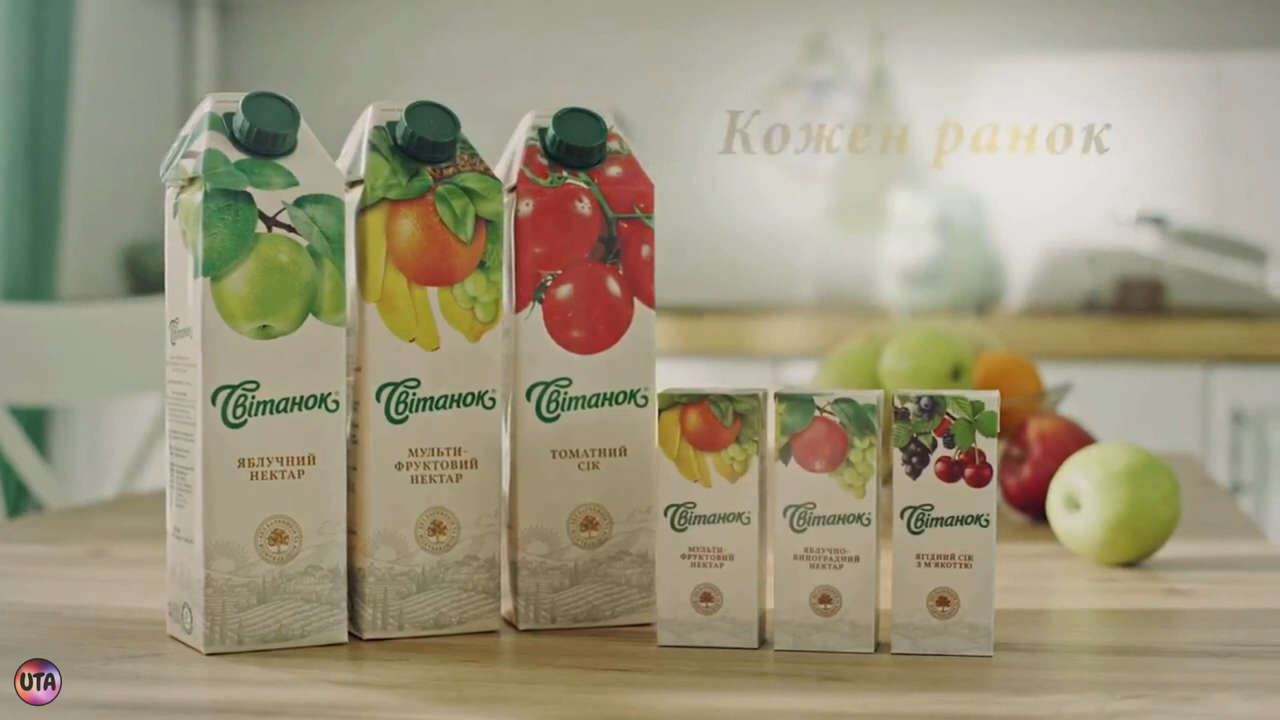 Кожен ранок
Світанок
ЯБЛУЧНИЙ
НЕКТАР
Світанок
МУЛЬТИ-
ФРУКТОВИЙ
НЕКТАР
Світанок
ТОМАТНИЙ
СІК
Світанок
МУЛЬТИ-
ФРУКТОВИЙ
НЕКТАР
Світанок
ЯБЛУЧНО-
ВИНОГРАДНИЙ
НЕКТАР
Світанок
ЯГІДНИЙ СІК
З М'ЯКОТТЮ
UTA